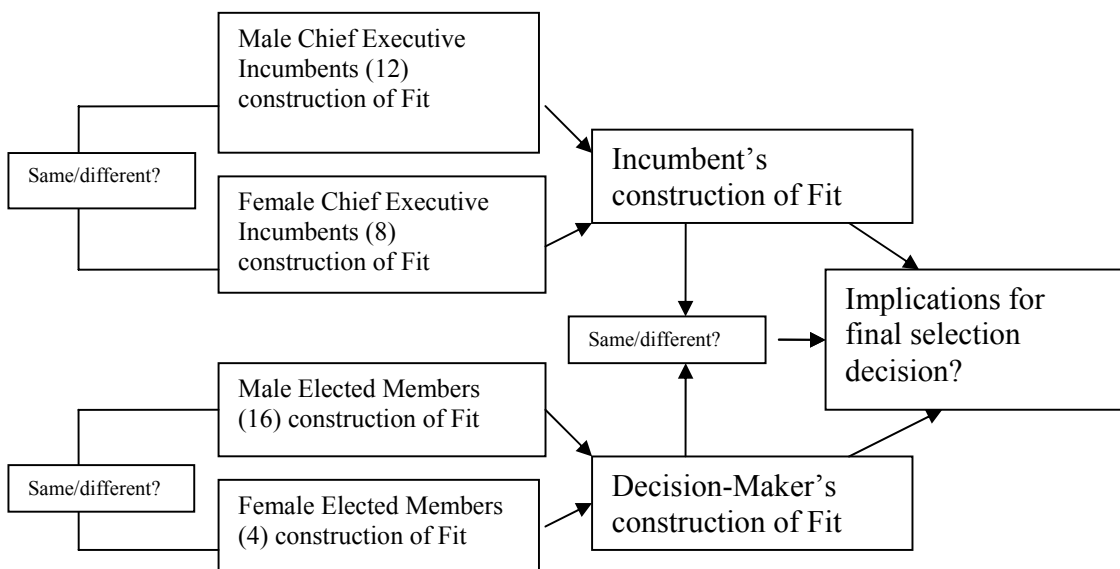 Male Chief Executive
Incumbents (12)
construction of Fit
Same/different?
Female Chief Executive
Incumbents (8)
construction of Fit
Incumbent’s
construction of Fit
Same/different?
Implications for
final selection
decision?
Male Elected Members
(16) construction of Fit
Same/different?
Female Elected Members
(4) construction of Fit
Decision-Maker’s
construction of Fit